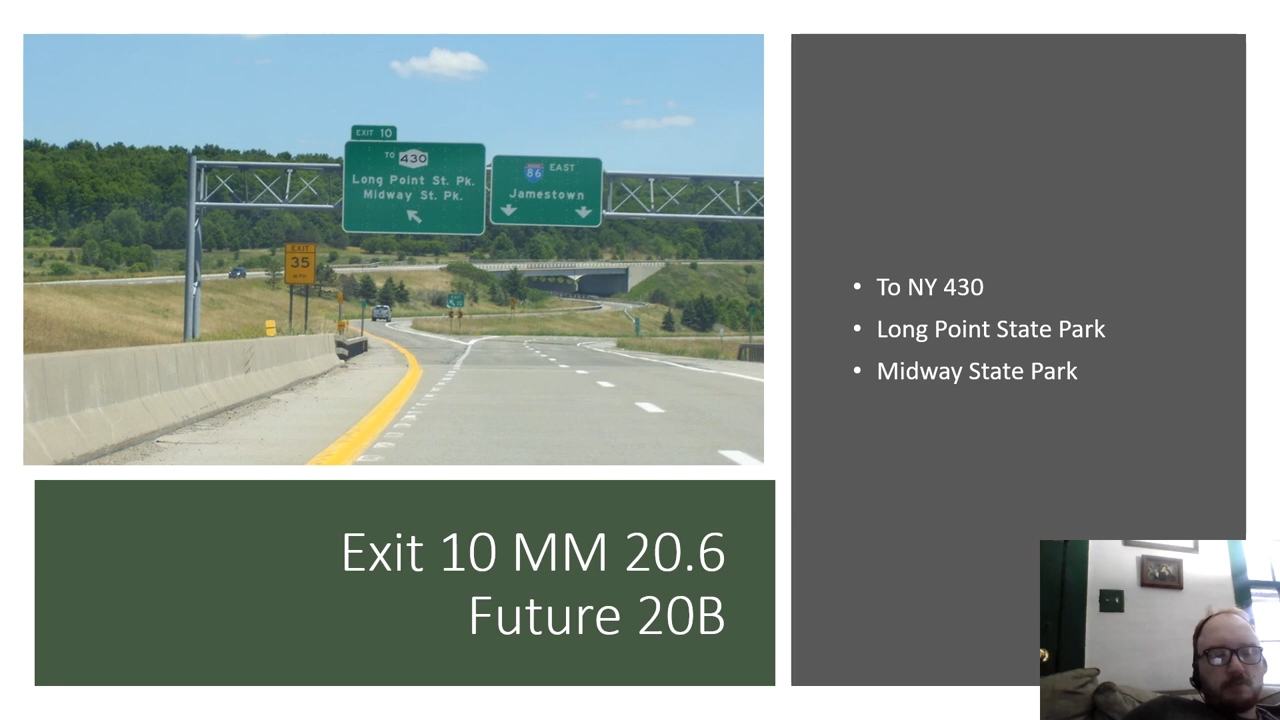 EXIT 10
TO 430
Long Point St. Pk.
Midway St. Pk.
86 EAST
Jamestown
EXIT
35
MPH
Exit 10 MM 20.6
Future 20B
• To NY 430
• Long Point State Park
• Midway State Park